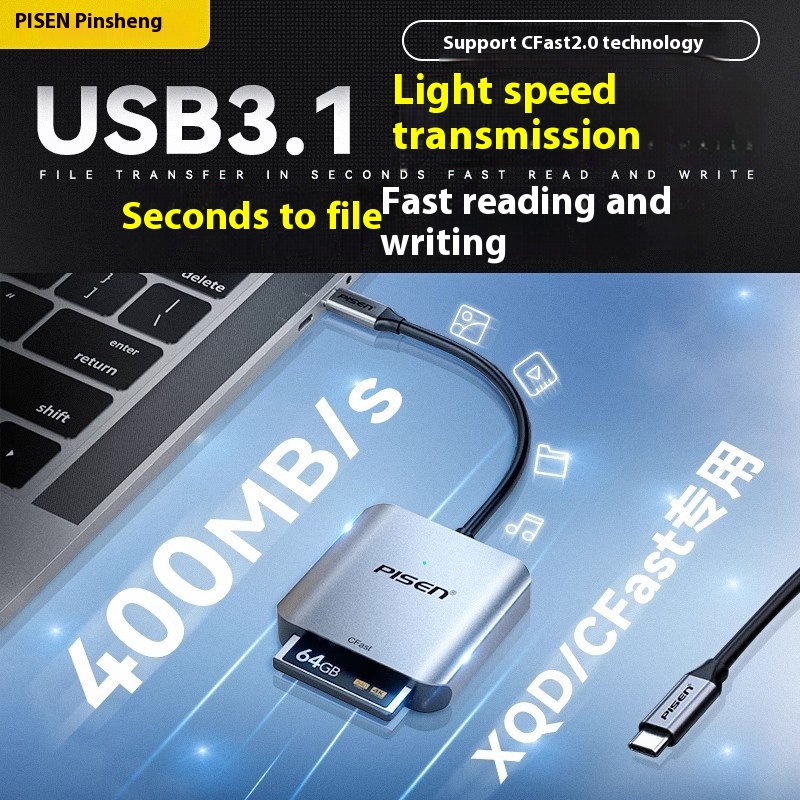 PISEN Pinsheng
Support CFast2.0 technology
USB3.1
Light speed
transmission
FILE TRANSFER IN SECONDS FAST READ AND WRITE
Seconds to file
Fast reading and
writing
delete
enter
return
shift
PISEN
400MB/s
XQD/CFast专用
PISEN®
CFast
64GB
4K
PISEN